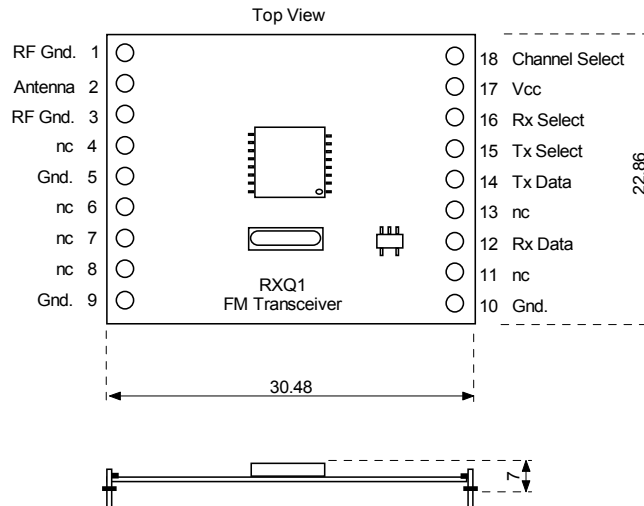 Top View
RF Gnd. 1
Antenna 2
RF Gnd. 3
nc 4
Gnd. 5
nc 6
nc 7
nc 8
Gnd. 9
18 Channel Select
17 Vcc
16 Rx Select
15 Tx Select
14 Tx Data
13 nc
12 Rx Data
11 nc
10 Gnd.
RXQ1
FM Transceiver
22.86
30.48
7